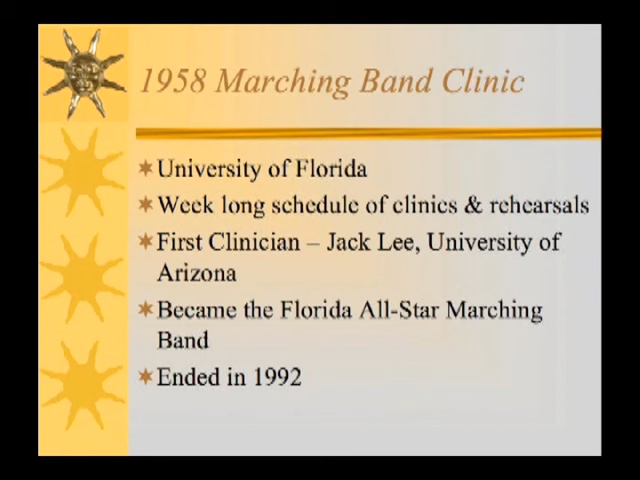 1958 Marching Band Clinic
University of Florida
Week long schedule of clinics & rehearsals
First Clinician – Jack Lee, University of
Arizona
Became the Florida All-Star Marching
Band
Ended in 1992